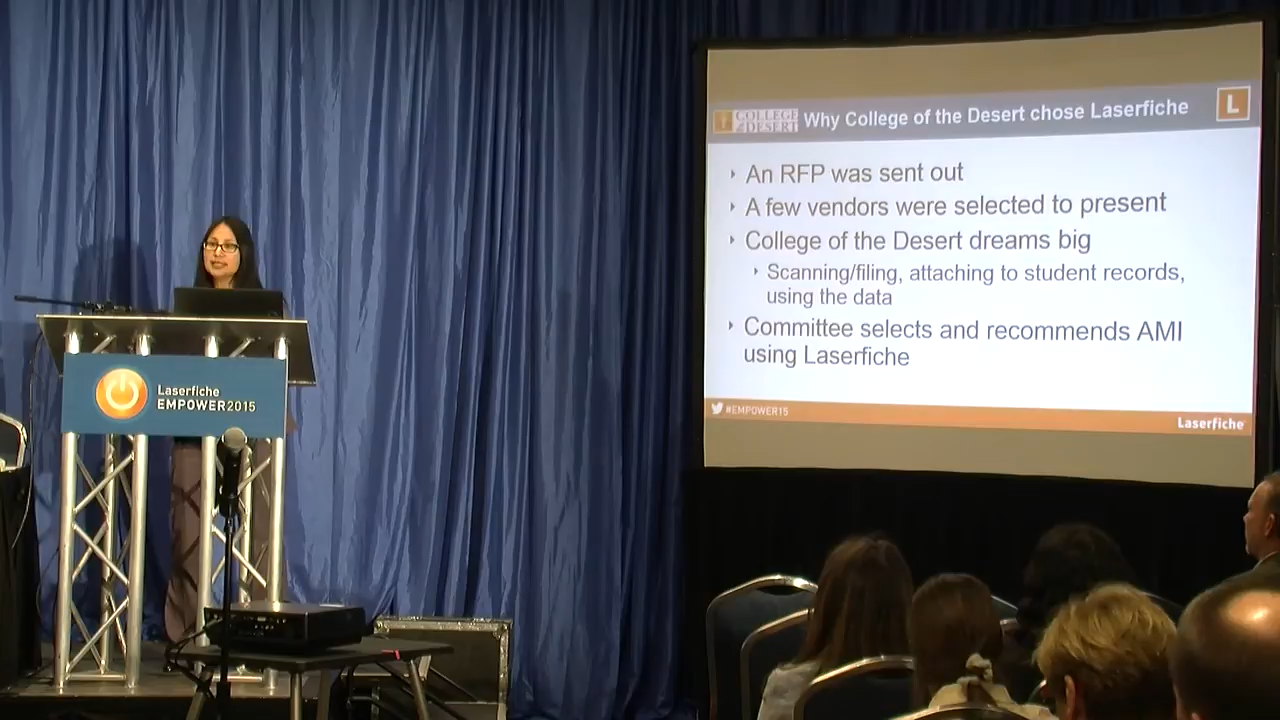 COLLEGE
of the DESERT
Why College of the Desert chose Laserfiche
L
An RFP was sent out
A few vendors were selected to present
College of the Desert dreams big
Scanning/filing, attaching to student records,
using the data
Committee selects and recommends AMI
using Laserfiche
#EMPOWER15
Laserfiche
Laserfiche
EMPOWER2015